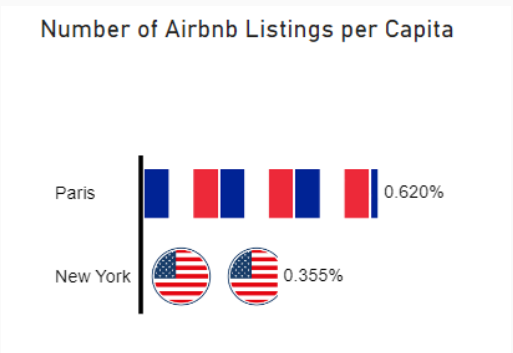 Number of Airbnb Listings per Capita
Paris 0.620%
New York 0.355%